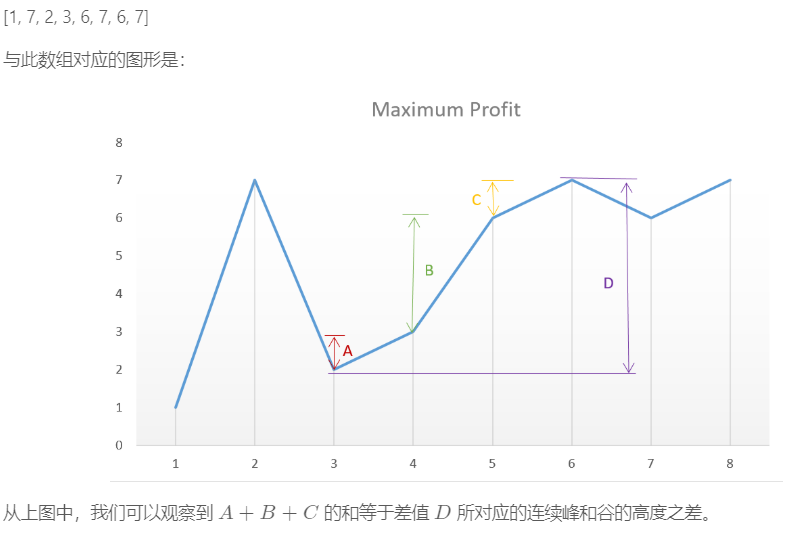 [1, 7, 2, 3, 6, 7, 6, 7]
与此数组对应的图形是：
Maximum Profit
8
7
6
5
4
3
2
1
0
C
B
D
A
1 2 3 4 5 6 7 8
从上图中，我们可以观察到 A + B + C 的和等于差值 D 所对应的连续峰和谷的高度之差。